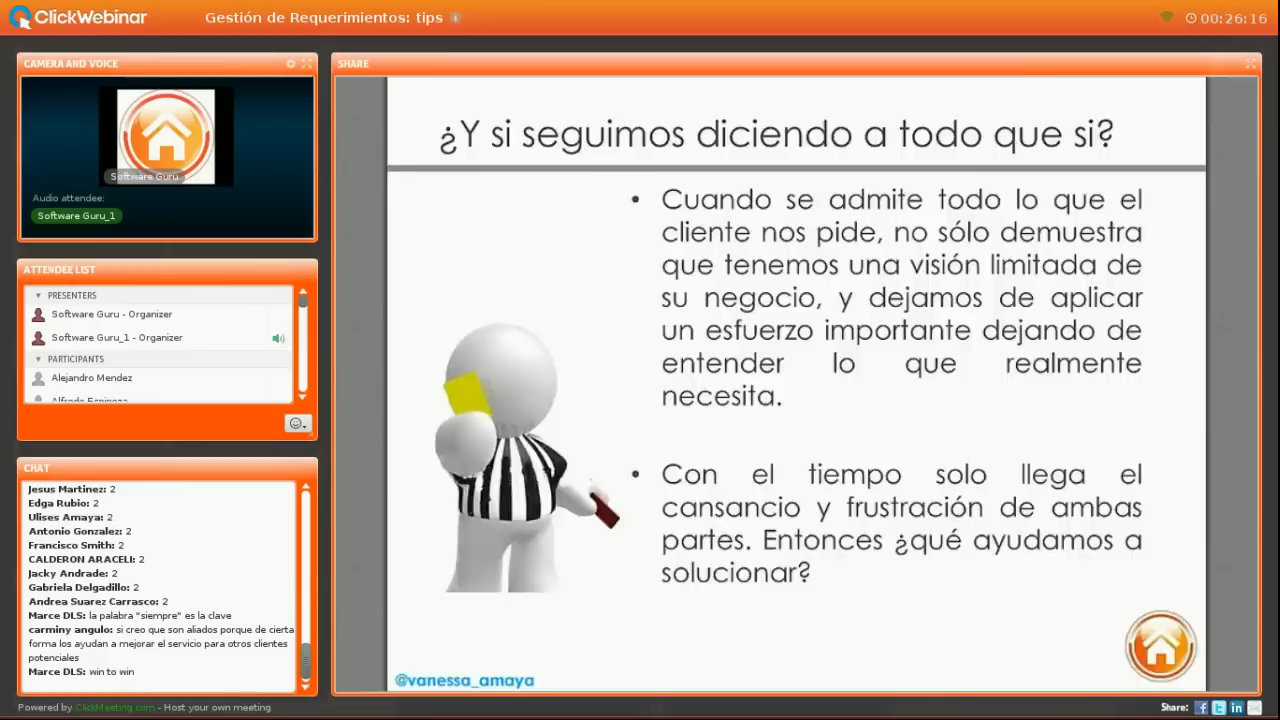 ClickWebinar
Gestión de Requerimientos: tips
00:26:16
CAMERA AND VOICE
Software Guru
Audio attendee:
Software Guru_1
ATTENDEE LIST
PRESENTERS
Software Guru - Organizer
Software Guru_1 - Organizer
PARTICIPANTS
Alejandro Mendez
Alfredo Espinoza
CHAT
Jesus Martinez: 2
Edga Rubio: 2
Ulises Amaya: 2
Antonio Gonzalez: 2
Francisco Smith: 2
CALDERON ARACELI: 2
Jacky Andrade: 2
Gabriela Delgadillo: 2
Andrea Suarez Carrasco: 2
Marce DLS: la palabra "siempre" es la clave
carminy angulo: si creo que son aliados porque de cierta
forma los ayudan a mejorar el servicio para otros clientes
potenciales
Marce DLS: win to win
SHARE
¿Y si seguimos diciendo a todo que si?
• Cuando se admite todo lo que el
cliente nos pide, no sólo demuestra
que tenemos una visión limitada de
su negocio, y dejamos de aplicar
un esfuerzo importante dejando de
entender lo que realmente
necesita.
• Con el tiempo solo llega el
cansancio y frustración de ambas
partes. Entonces ¿qué ayudamos a
solucionar?
@vanessa_amaya
Powered by ClickMeeting.com - Host your own meeting
Share: